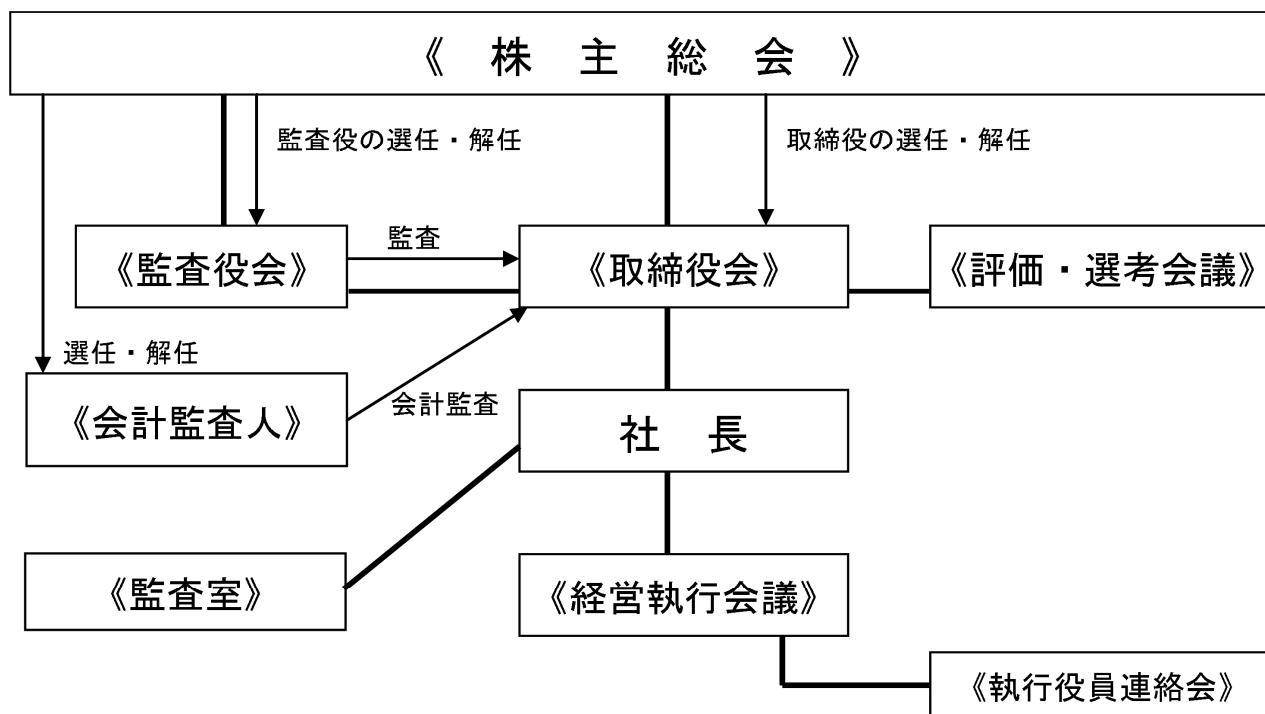 《　株　主　総　会　》
監査役の選任・解任
取締役の選任・解任
監査
《監査役会》
《取締役会》
《評価・選考会議》
選任・解任
会計監査
《会計監査人》
社　長
《監査室》
《経営執行会議》
《執行役員連絡会》